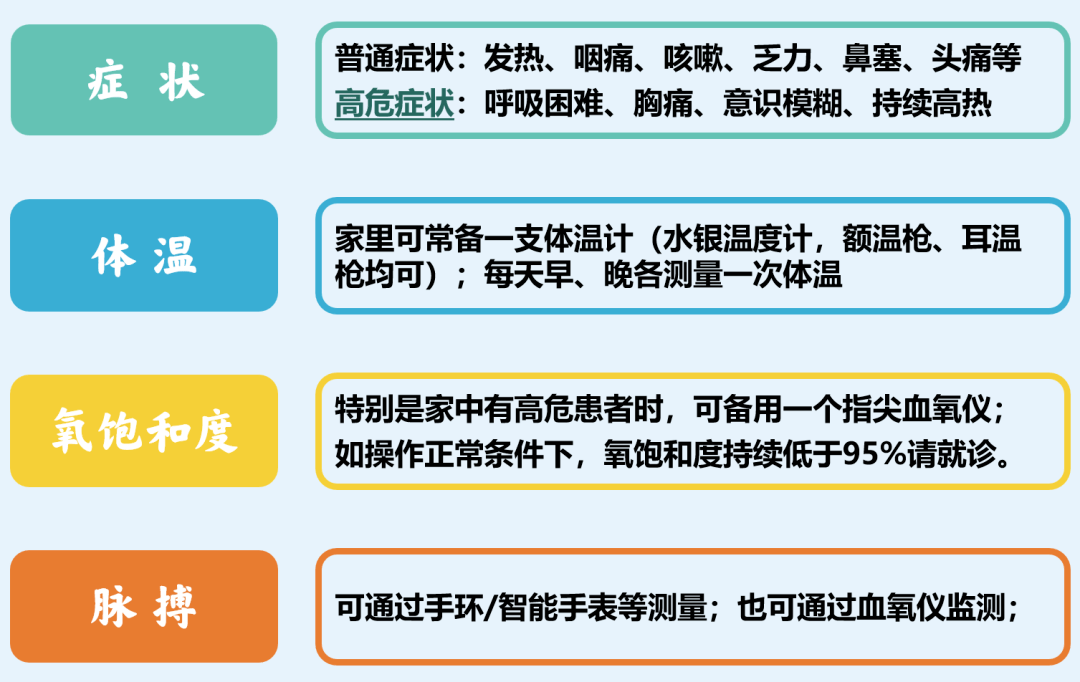 症 状
普通症状：发热、咽痛、咳嗽、乏力、鼻塞、头痛等
高危症状：呼吸困难、胸痛、意识模糊、持续高热
体 温
家里可常备一支体温计（水银温度计，额温枪、耳温
枪均可）；每天早、晚各测量一次体温
氧饱和度
特别是家中有高危患者时，可备用一个指尖血氧仪；
如操作正常条件下，氧饱和度持续低于95%请就诊。
脉 搏
可通过手环/智能手表等测量；也可通过血氧仪监测；